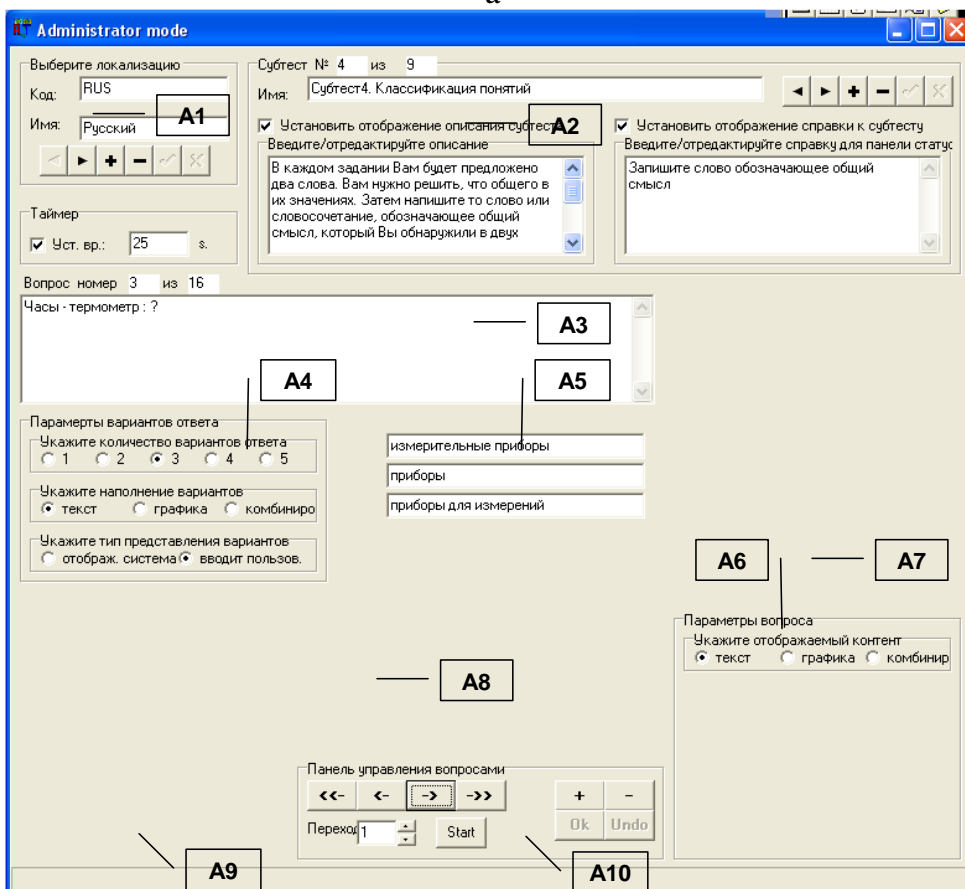 а
Administrator mode
Выберите локализацию
Код: RUS
Имя: Русский
A1
Субтест № 4 из 9
Имя: Субтест4. Классификация понятий
Установить отображение описания субтеста
A2
Установить отображение справки к субтесту
Введите/отредактируйте описание
В каждом задании Вам будет предложено
два слова. Вам нужно решить, что общего в
их значениях. Затем напишите то слово или
словосочетание, обозначающее общий
смысл, который Вы обнаружили в двух
Введите/отредактируйте справку для панели статус
Запишите слово обозначающее общий
смысл
Таймер
Уст. вр.: 25 s.
Вопрос номер 3 из 16
Часы - термометр : ?
A3
A4
A5
Парамерты вариантов ответа
Укажите количество вариантов ответа
1 2 3 4 5
Укажите наполнение вариантов
текст графика комбиниро
Укажите тип представления вариантов
отображ. система вводит пользов.
измерительные приборы
приборы
приборы для измерений
A6
A7
Параметры вопроса
Укажите отображаемый контент
текст графика комбинир
A8
Панель управления вопросами
<<- <- -> ->> + -
Переход 1 Start Ok Undo
A9
A10